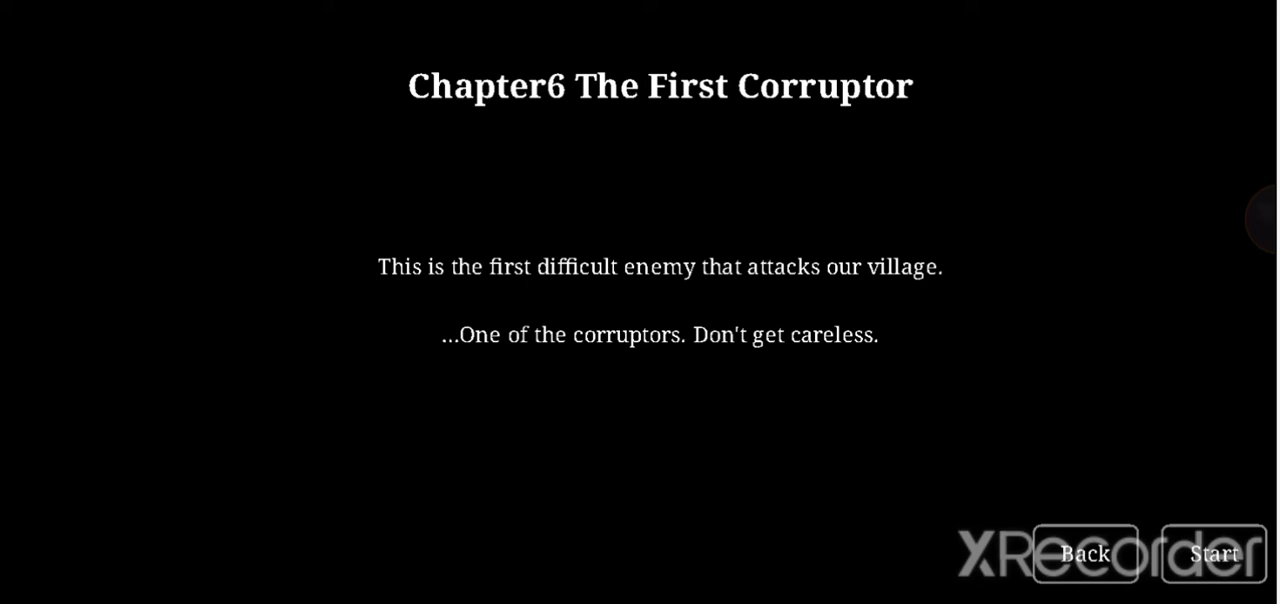 Chapter6 The First Corruptor
This is the first difficult enemy that attacks our village.
...One of the corruptors. Don't get careless.
XRecorder
Back
Start